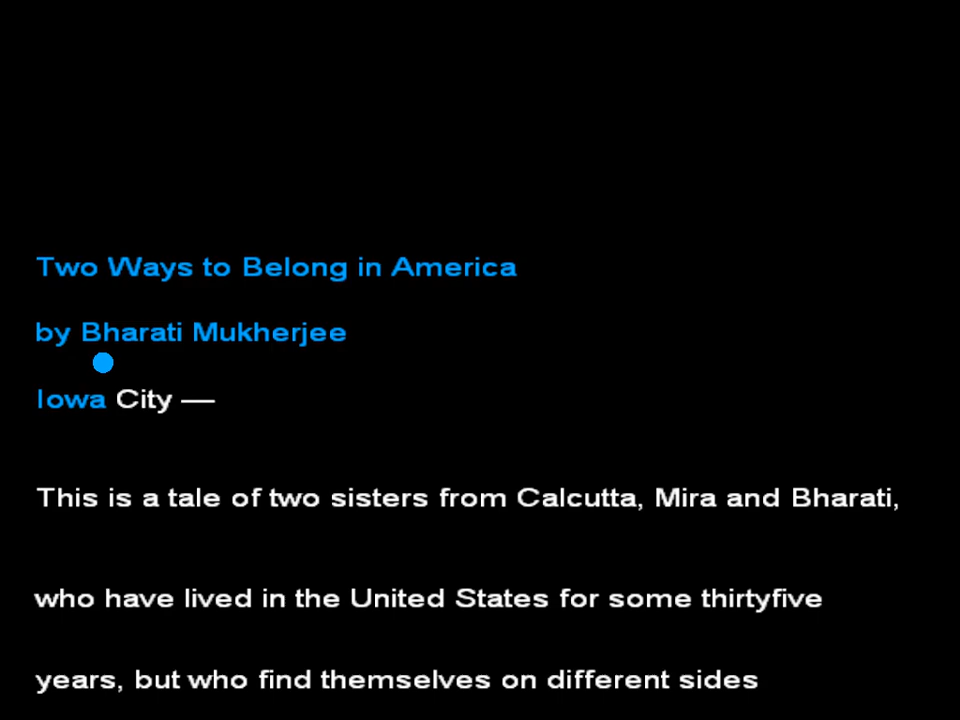 Two Ways to Belong in America
by Bharati Mukherjee
Iowa City —
This is a tale of two sisters from Calcutta, Mira and Bharati,
who have lived in the United States for some thirtyfive
years, but who find themselves on different sides